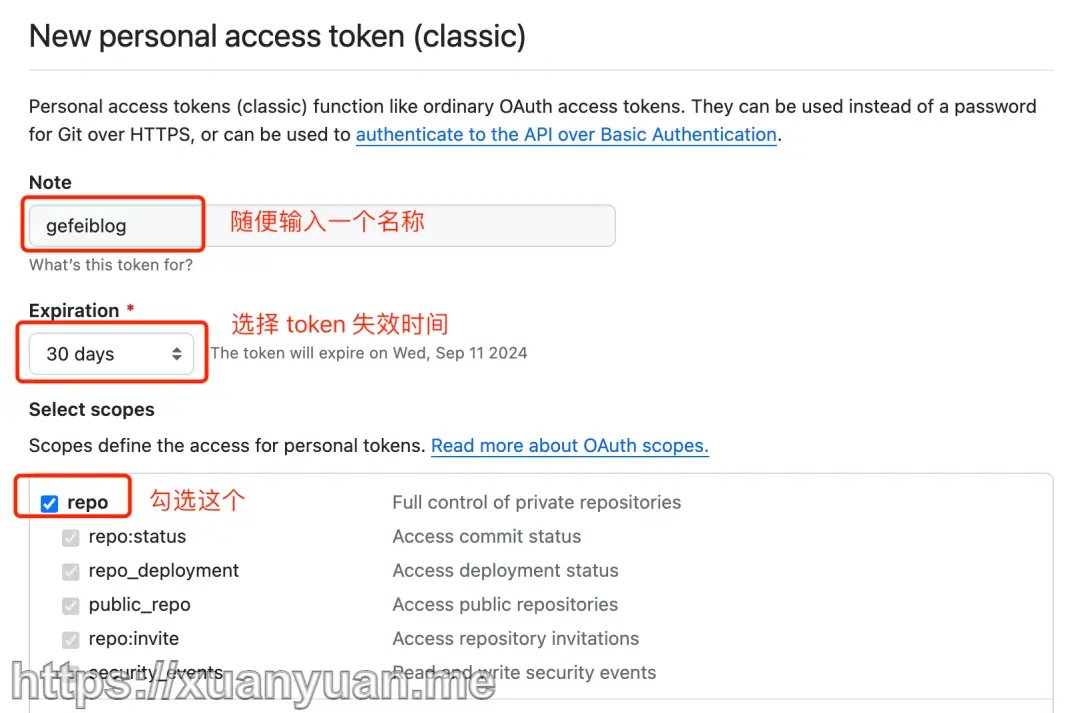 New personal access token (classic)
Personal access tokens (classic) function like ordinary OAuth access tokens. They can be used instead of a password
for Git over HTTPS, or can be used to authenticate to the API over Basic Authentication.
Note
gefeiblog 随便输入一个名称
What's this token for?
Expiration *
选择 token 失效时间
30 days The token will expire on Wed, Sep 11 2024
Select scopes
Scopes define the access for personal tokens. Read more about OAuth scopes.
repo 勾选这个 Full control of private repositories
repo:status Access commit status
repo_deployment Access deployment status
public_repo Access public repositories
repo:invite Access repository invitations
security_events Read and write security events
https://xuanyuan.me